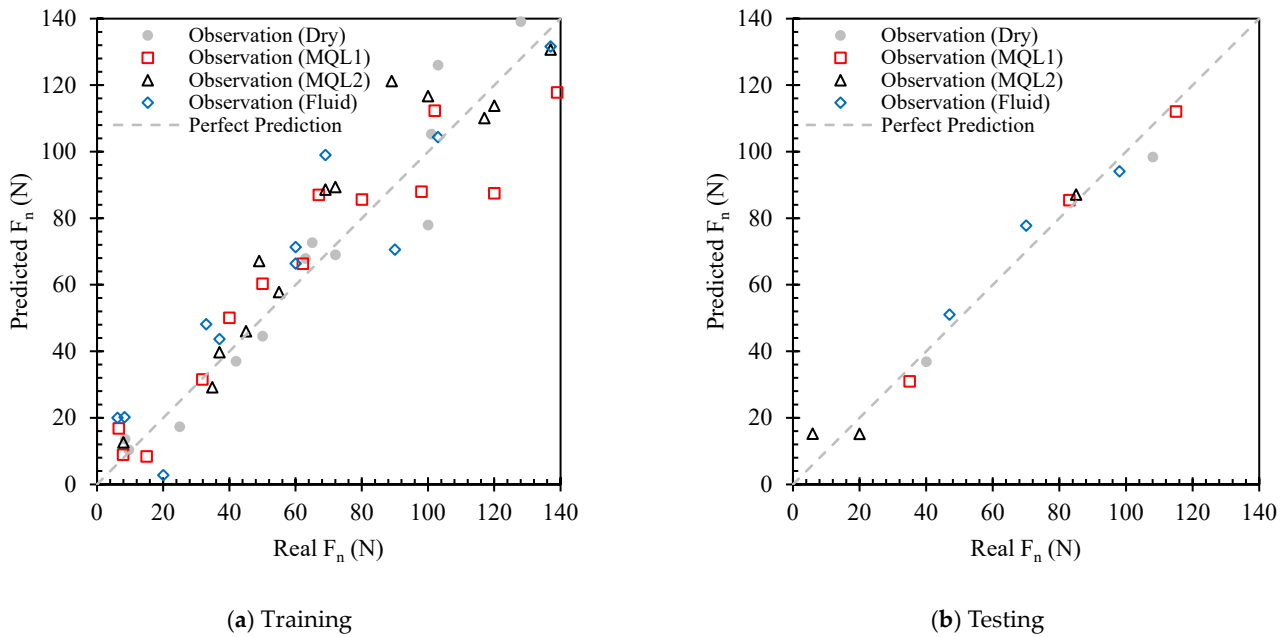 Observation (Dry)
Observation (MQL1)
Observation (MQL2)
Observation (Fluid)
Perfect Prediction
140
120
100
80
60
40
20
0
Predicted Fn (N)
0 20 40 60 80 100 120 140
Real Fn (N)
(a) Training
Observation (Dry)
Observation (MQL1)
Observation (MQL2)
Observation (Fluid)
Perfect Prediction
140
120
100
80
60
40
20
0
Predicted Fn (N)
0 20 40 60 80 100 120 140
Real Fn (N)
(b) Testing